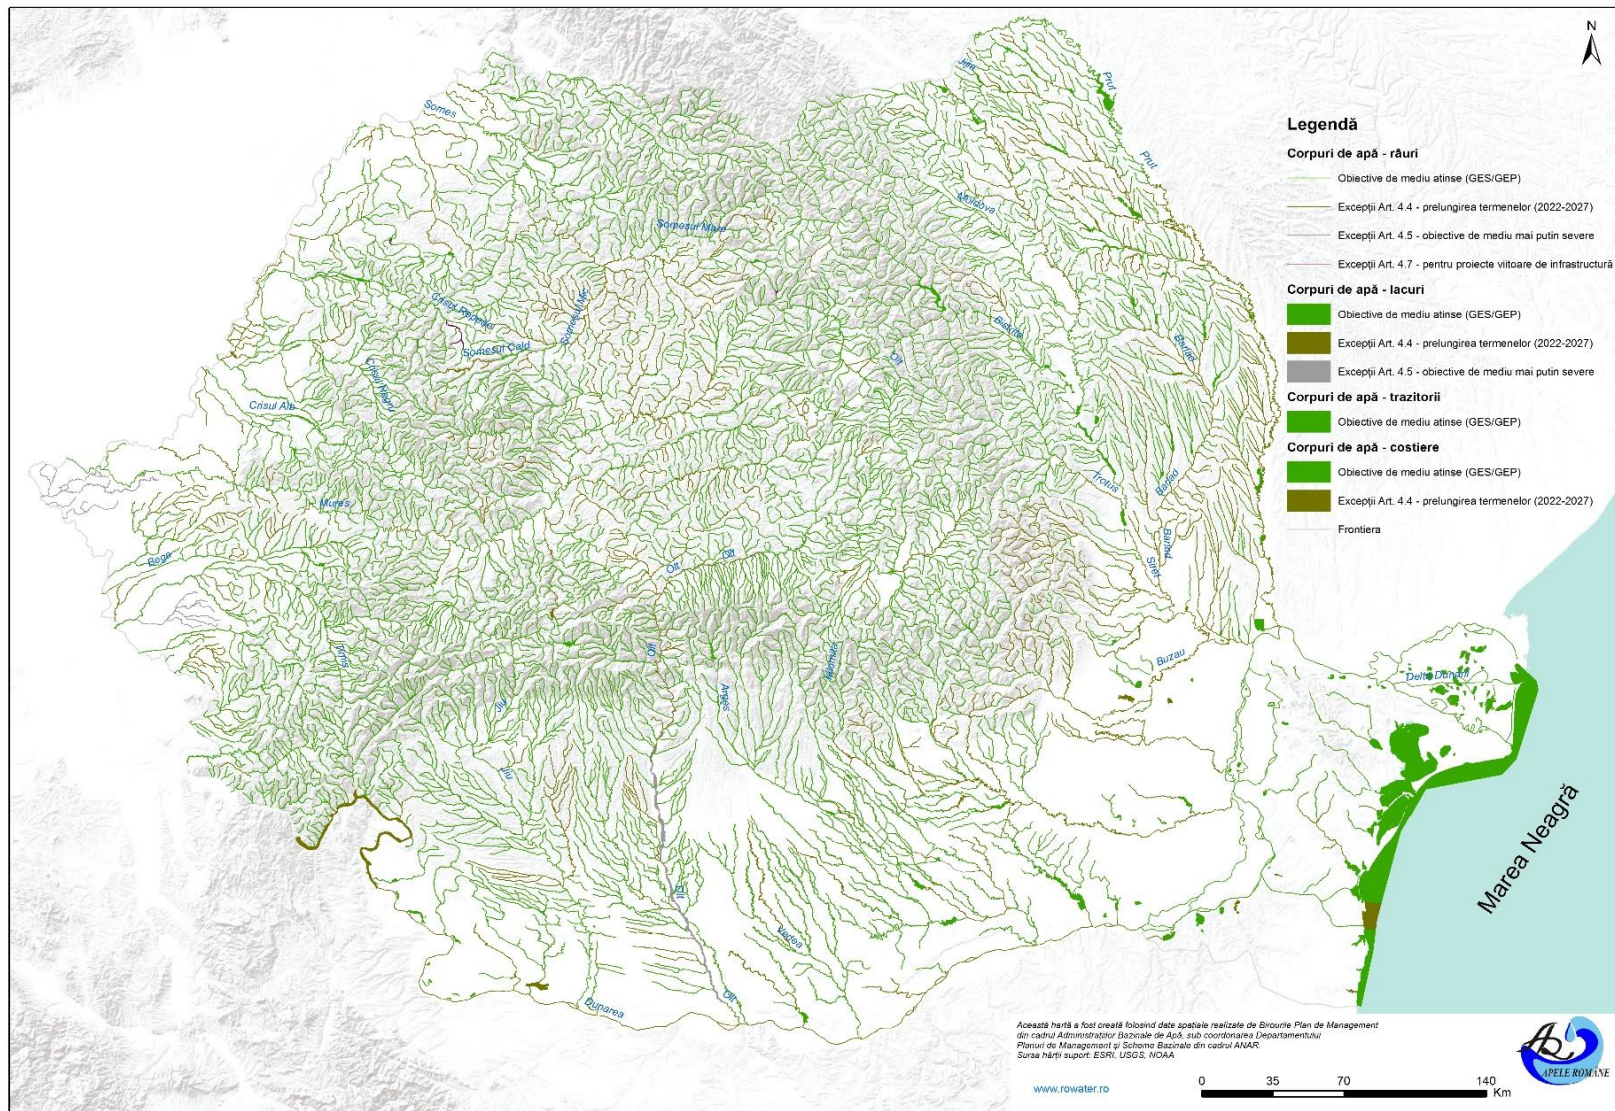 N
Someș
Jijia
Prut
Prut
Moldova
Somesul Mare
Crisul Repede
Somesul Mic
Somesul Cald
Bistrita
Olt
Barlad
Crisul Negru
Crisul Alb
Trotus
Barlad
Mures
Bega
Olt
Olt
Barlad
Siret
Timis
Olt
Ialomita
Buzau
Delta Dunarii
Jiu
Arges
Jiu
Olt
Vedea
Olt
Dunarea
Marea Neagră
Legendă
Corpuri de apă - râuri
Obiective de mediu atinse (GES/GEP)
Excepții Art. 4.4 - prelungirea termenelor (2022-2027)
Excepții Art. 4.5 - obiective de mediu mai putin severe
Excepții Art. 4.7 - pentru proiecte viitoare de infrastructură
Corpuri de apă - lacuri
Obiective de mediu atinse (GES/GEP)
Excepții Art. 4.4 - prelungirea termenelor (2022-2027)
Excepții Art. 4.5 - obiective de mediu mai putin severe
Corpuri de apă - trazitorii
Obiective de mediu atinse (GES/GEP)
Corpuri de apă - costiere
Obiective de mediu atinse (GES/GEP)
Excepții Art. 4.4 - prelungirea termenelor (2022-2027)
Frontiera
Această hartă a fost creată folosind date spațiale realizate de Birourile Plan de Management
din cadrul Administrațiilor Bazinale de Apă, sub coordonarea Departamentului
Planuri de Management și Scheme Bazinale din cadrul ANAR.
Sursa hărții suport: ESRI, USGS, NOAA
www.rowater.ro
0 35 70 140
Km
APELE ROMÂNE